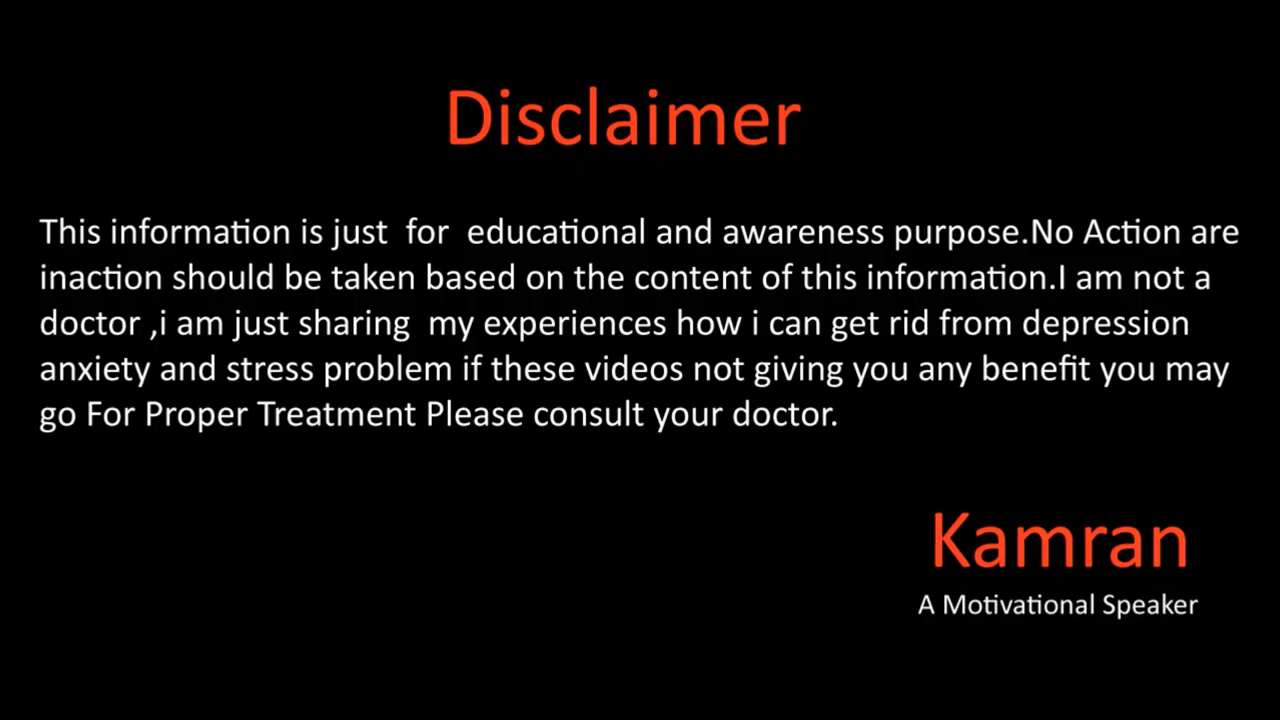 Disclaimer
This information is just for educational and awareness purpose.No Action are
inaction should be taken based on the content of this information.I am not a
doctor ,i am just sharing my experiences how i can get rid from depression
anxiety and stress problem if these videos not giving you any benefit you may
go For Proper Treatment Please consult your doctor.
Kamran
A Motivational Speaker